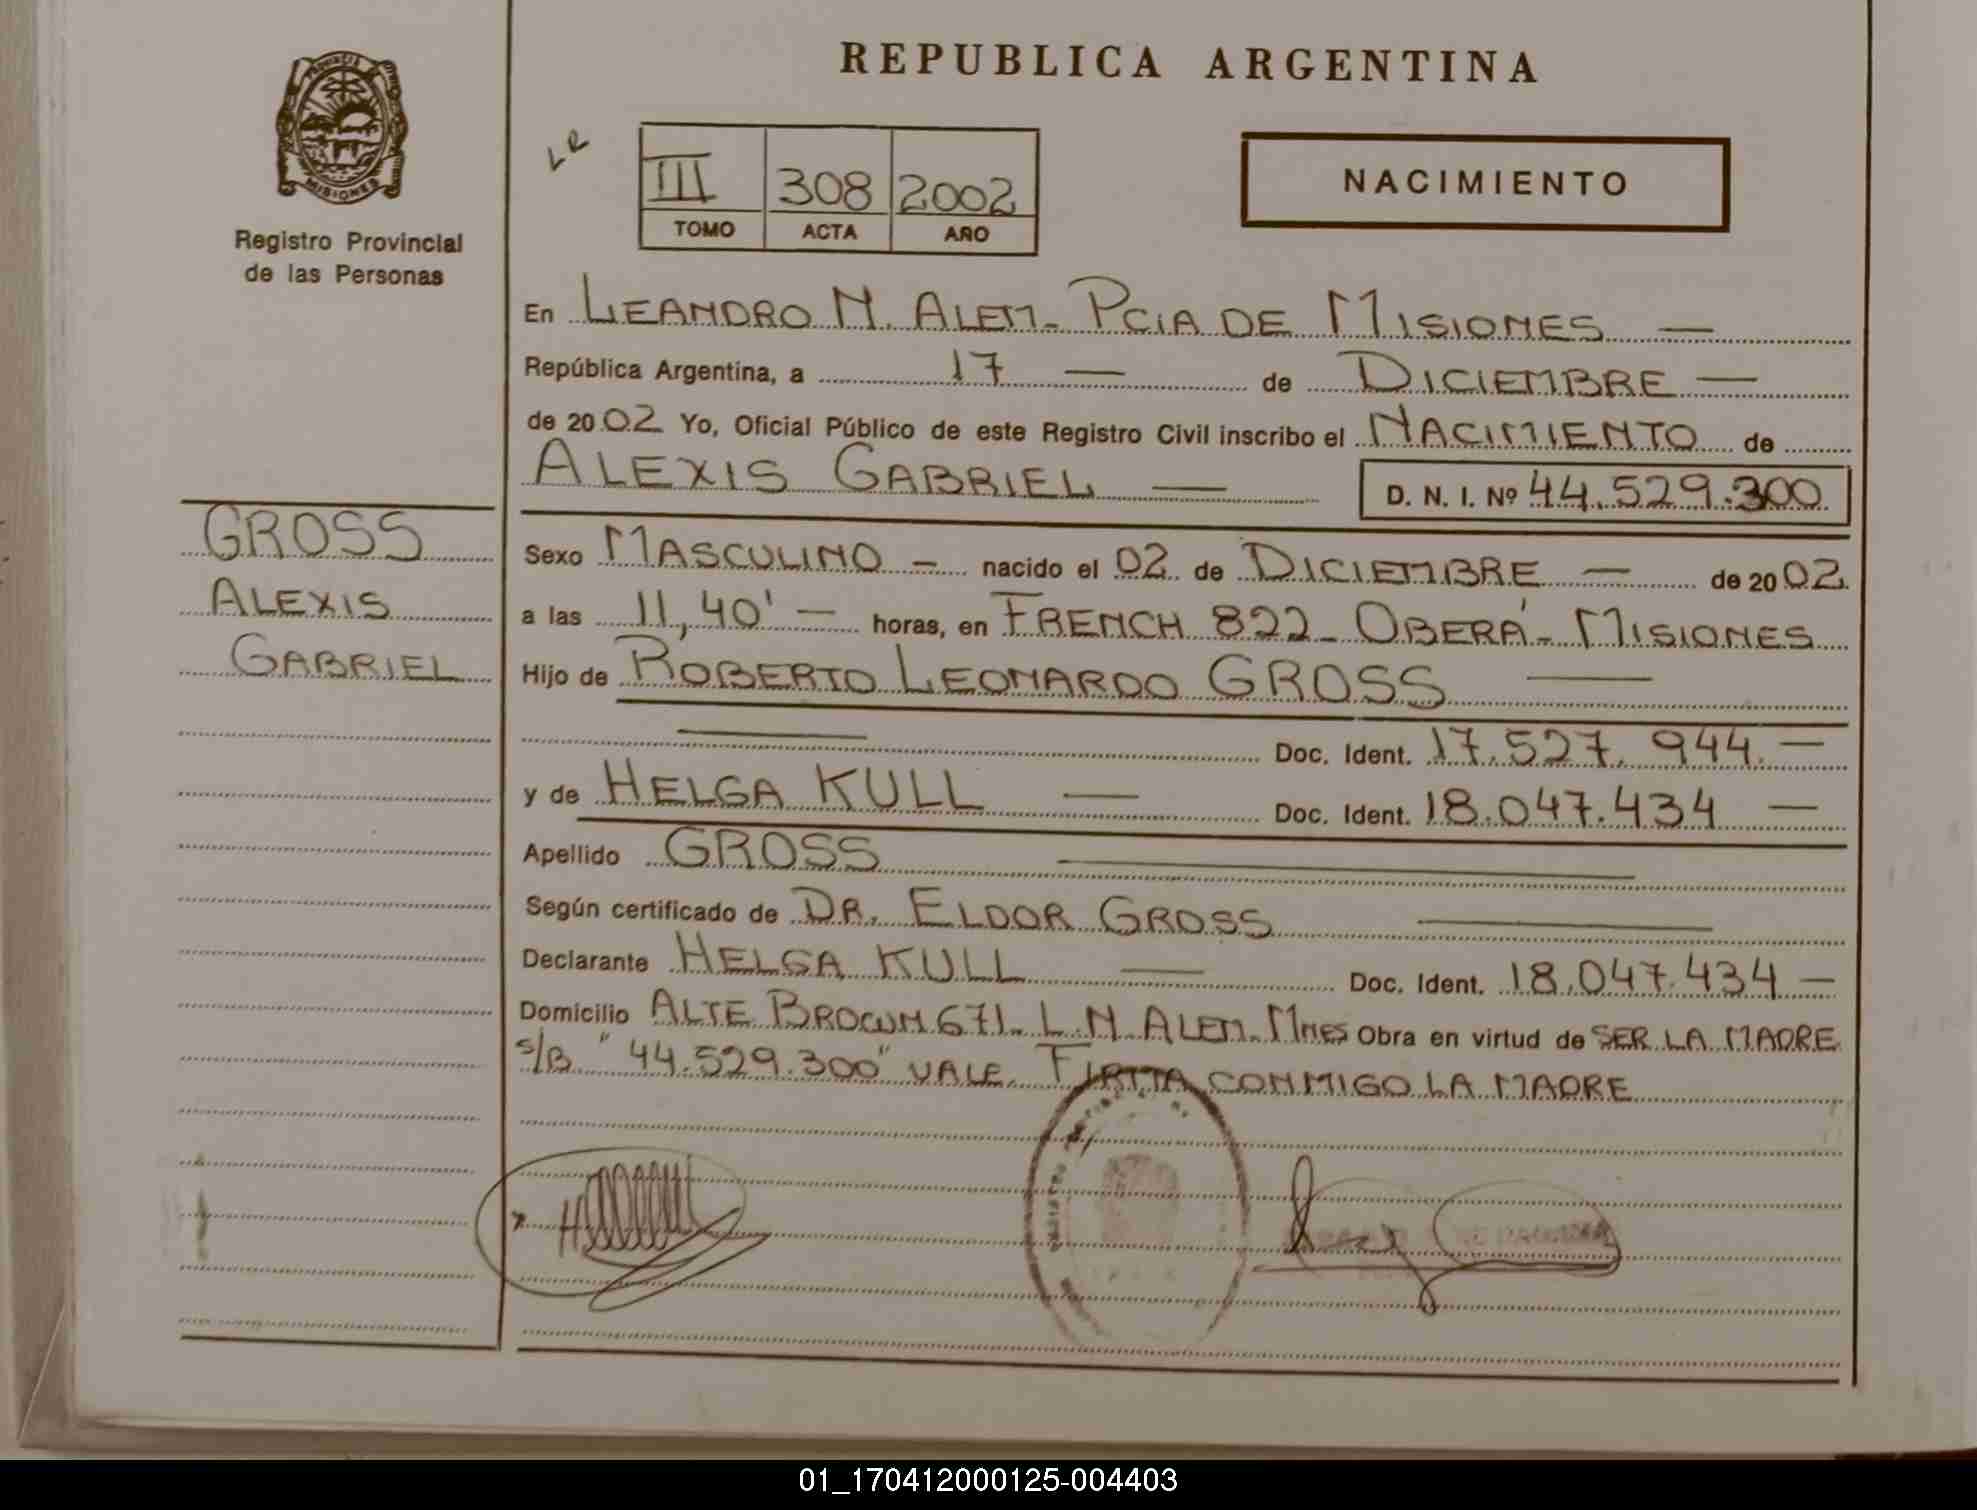 PROVINCIA
MISIONES
Registro Provincial
de las Personas
REPUBLICA ARGENTINA
LR
III 308 2002
TOMO ACTA AÑO
NACIMIENTO
En LEANDRO N. ALEM - PCIA DE MISIONES —
República Argentina, a 17 — de DICIEMBRE —
de 2002 Yo, Oficial Público de este Registro Civil inscribo el NACIMIENTO de
ALEXIS GABRIEL — D. N. I. Nº 44.529.300
GROSS
ALEXIS
GABRIEL
Sexo MASCULINO - nacido el 02 de DICIEMBRE — de 2002
a las 11,40' — horas, en FRENCH 822 - OBERÁ - MISIONES
Hijo de ROBERTO LEONARDO GROSS —
— Doc. Ident. 17.527.944. —
y de HELGA KULL — Doc. Ident. 18.047.434 —
Apellido GROSS —
Según certificado de DR. ELDOR GROSS —
Declarante HELGA KULL — Doc. Ident. 18.047.434 —
Domicilio ALTE BROWN 671. L. N. ALEM. MNES Obra en virtud de SER LA MADRE
S/B "44.529.300" VALE. FIRMA CONMIGO LA MADRE
01_170412000125-004403